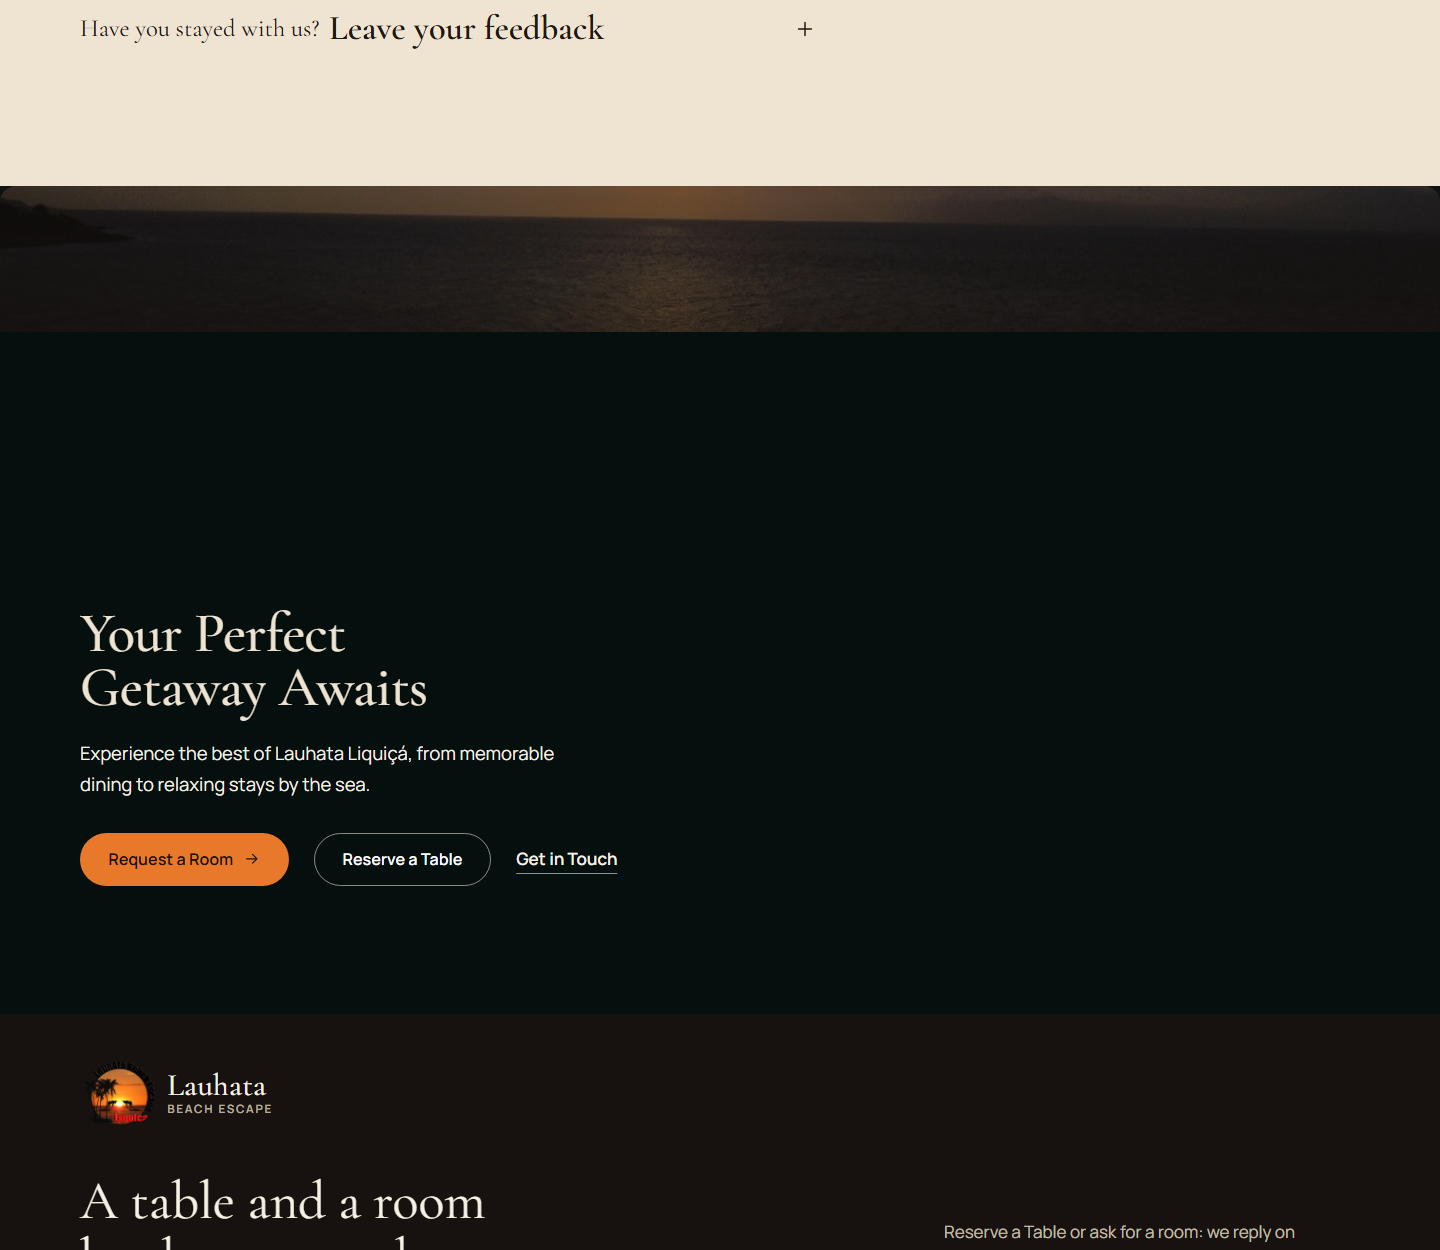 Have you stayed with us? Leave your feedback
Your Perfect
Getaway Awaits
Experience the best of Lauhata Liquiçá, from memorable
dining to relaxing stays by the sea.
Request a Room
Reserve a Table
Get in Touch
Lauhata
BEACH ESCAPE
A table and a room
Reserve a Table or ask for a room: we reply on